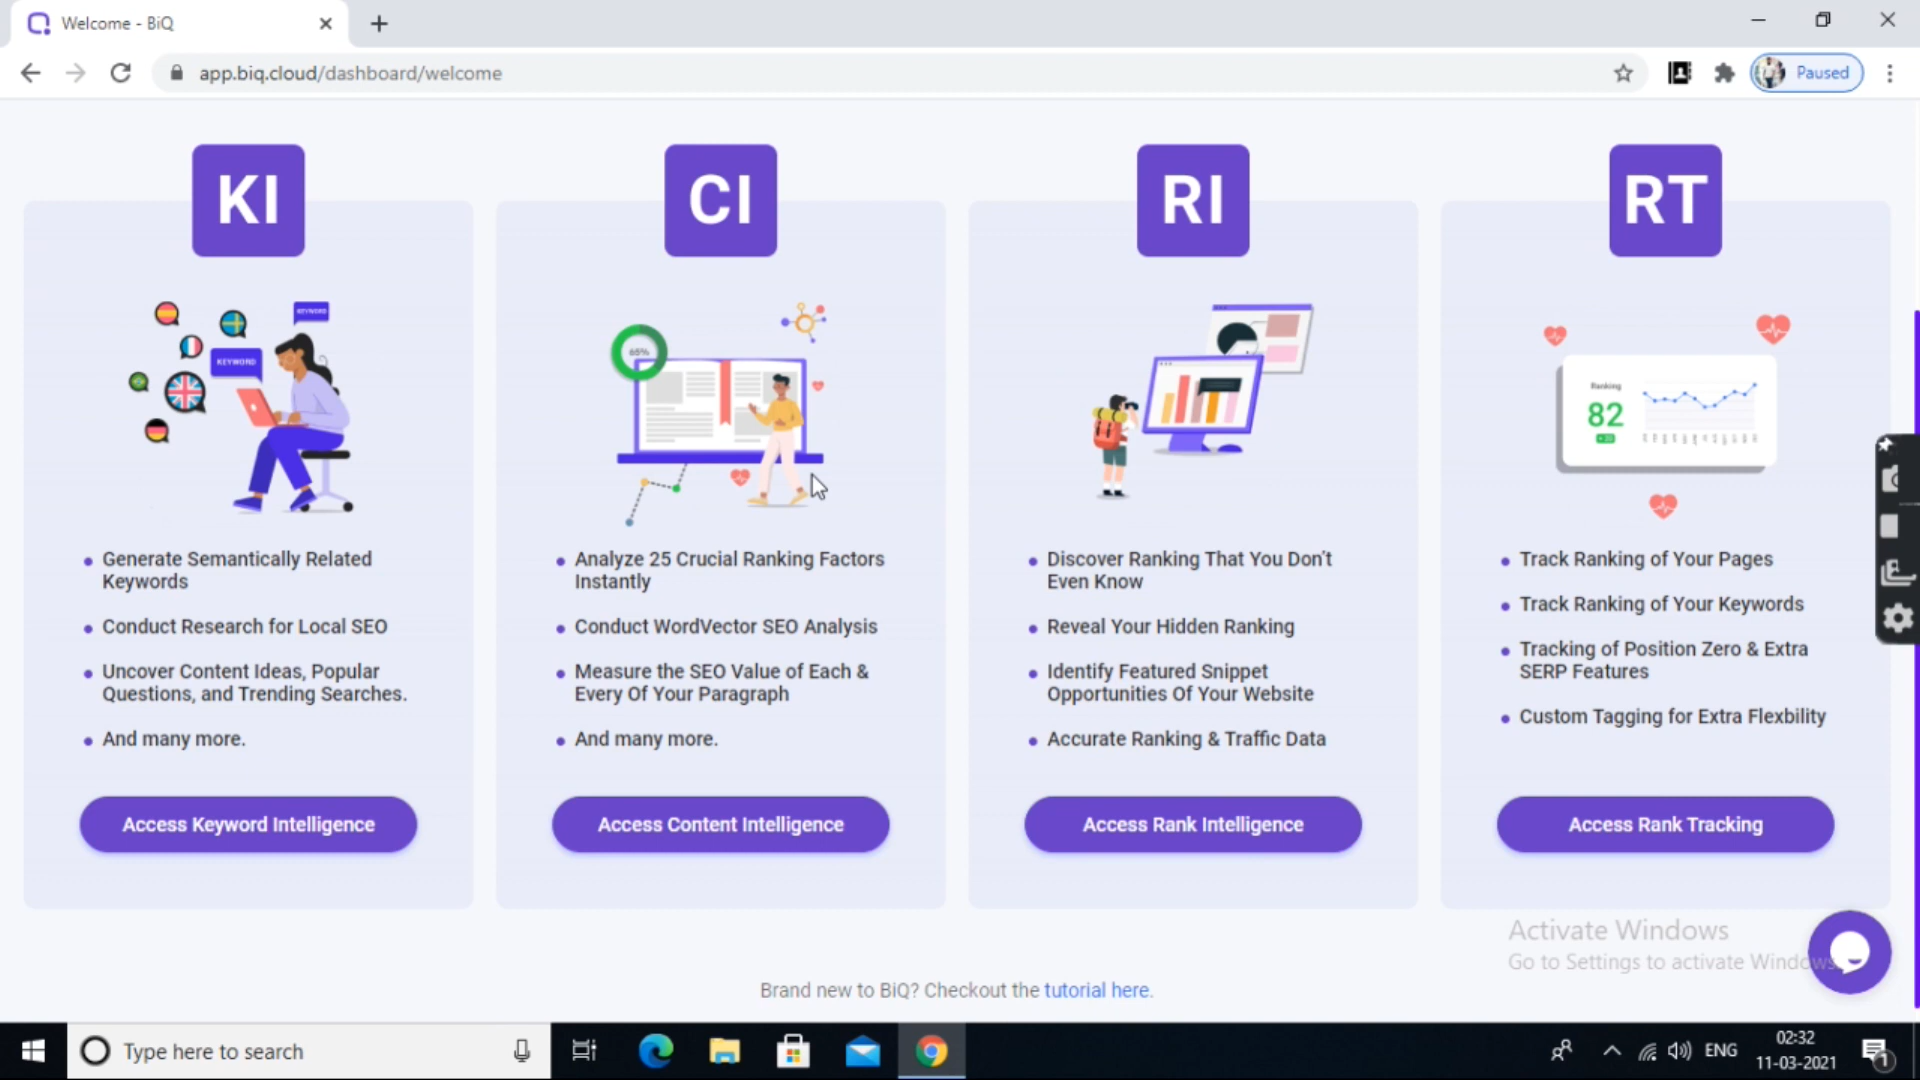 Welcome - BiQ
app.biq.cloud/dashboard/welcome
Paused
KI
CI
RI
RT
KEYWORD
KEYWORD
65%
Ranking
82
Generate Semantically Related
Keywords
Conduct Research for Local SEO
Uncover Content Ideas, Popular
Questions, and Trending Searches.
And many more.
Access Keyword Intelligence
Analyze 25 Crucial Ranking Factors
Instantly
Conduct WordVector SEO Analysis
Measure the SEO Value of Each &
Every Of Your Paragraph
And many more.
Access Content Intelligence
Discover Ranking That You Don't
Even Know
Reveal Your Hidden Ranking
Identify Featured Snippet
Opportunities Of Your Website
Accurate Ranking & Traffic Data
Access Rank Intelligence
Track Ranking of Your Pages
Track Ranking of Your Keywords
Tracking of Position Zero & Extra
SERP Features
Custom Tagging for Extra Flexbility
Access Rank Tracking
Activate Windows
Go to Settings to activate Windows.
Brand new to BiQ? Checkout the tutorial here.
Type here to search
ENG
02:32
11-03-2021
1